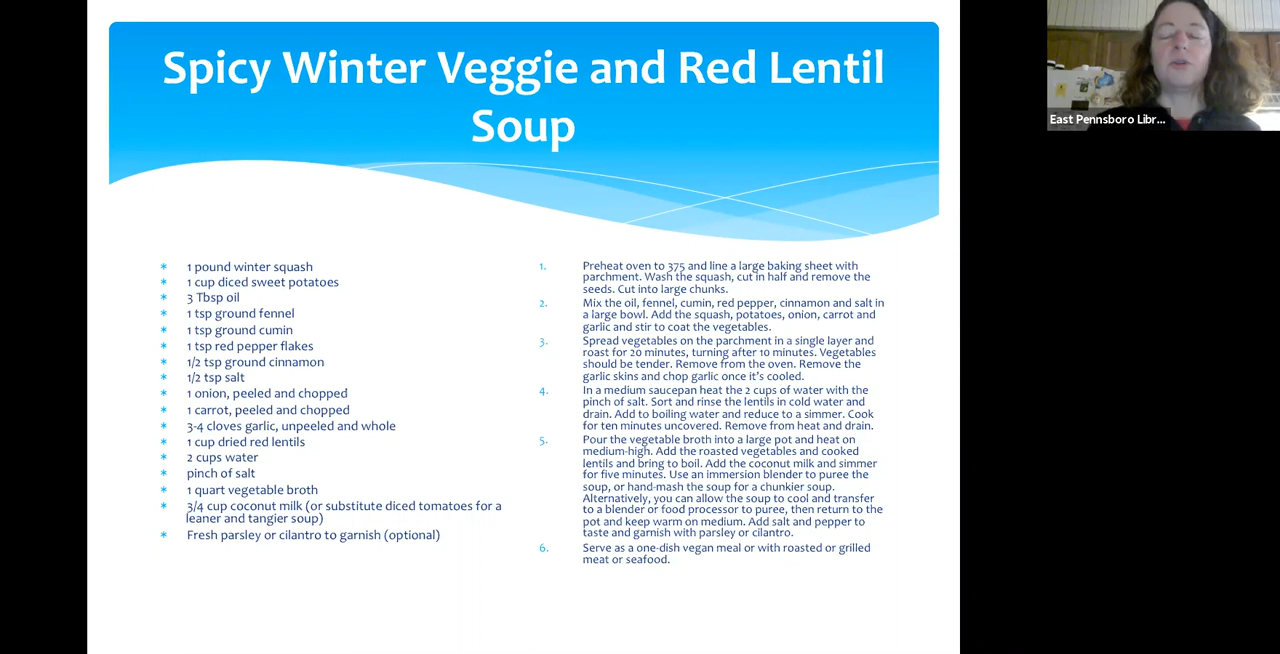 Spicy Winter Veggie and Red Lentil
Soup
East Pennsboro Libr...
* 1 pound winter squash
* 1 cup diced sweet potatoes
* 3 Tbsp oil
* 1 tsp ground fennel
* 1 tsp ground cumin
* 1 tsp red pepper flakes
* 1/2 tsp ground cinnamon
* 1/2 tsp salt
* 1 onion, peeled and chopped
* 1 carrot, peeled and chopped
* 3-4 cloves garlic, unpeeled and whole
* 1 cup dried red lentils
* 2 cups water
* pinch of salt
* 1 quart vegetable broth
* 3/4 cup coconut milk (or substitute diced tomatoes for a
leaner and tangier soup)
* Fresh parsley or cilantro to garnish (optional)
1. Preheat oven to 375 and line a large baking sheet with
parchment. Wash the squash, cut in half and remove the
seeds. Cut into large chunks.
2. Mix the oil, fennel, cumin, red pepper, cinnamon and salt in
a large bowl. Add the squash, potatoes, onion, carrot and
garlic and stir to coat the vegetables.
3. Spread vegetables on the parchment in a single layer and
roast for 20 minutes, turning after 10 minutes. Vegetables
should be tender. Remove from the oven. Remove the
garlic skins and chop garlic once it's cooled.
4. In a medium saucepan heat the 2 cups of water with the
pinch of salt. Sort and rinse the lentils in cold water and
drain. Add to boiling water and reduce to a simmer. Cook
for ten minutes uncovered. Remove from heat and drain.
5. Pour the vegetable broth into a large pot and heat on
medium-high. Add the roasted vegetables and cooked
lentils and bring to boil. Add the coconut milk and simmer
for five minutes. Use an immersion blender to puree the
soup, or hand-mash the soup for a chunkier soup.
Alternatively, you can allow the soup to cool and transfer
to a blender or food processor to puree, then return to the
pot and keep warm on medium. Add salt and pepper to
taste and garnish with parsley or cilantro.
6. Serve as a one-dish vegan meal or with roasted or grilled
meat or seafood.